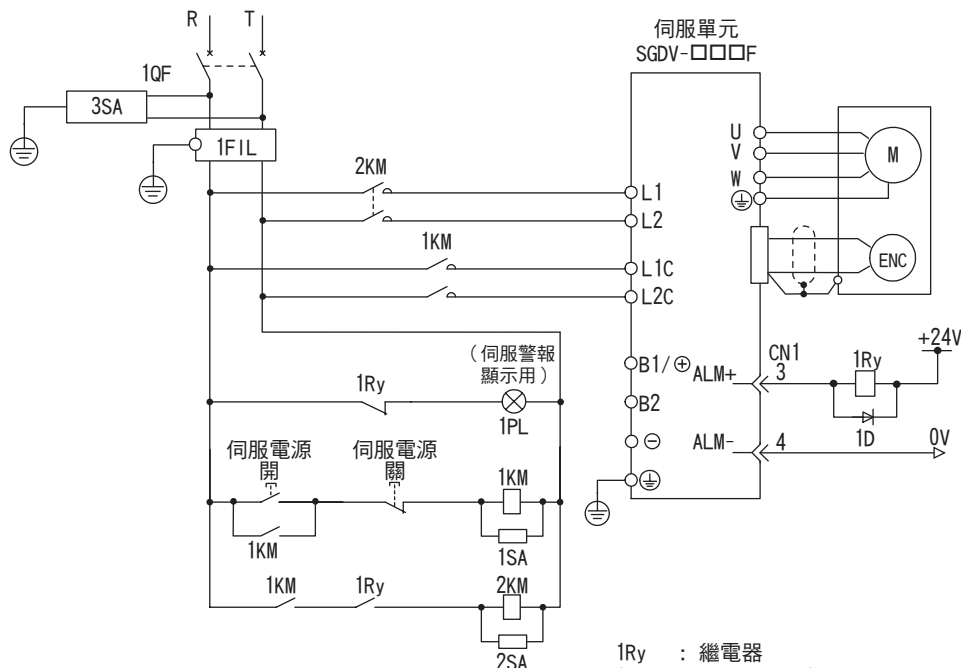 R T
伺服單元
SGDV-□□□F
1QF
3SA
1FIL
2KM
U
V
W
M
L1
L2
1KM
ENC
L1C
L2C
(伺服警報
顯示用)
+24V
1Ry
B1/⊕
ALM+
CN1
3
1Ry
1PL
B2
1D
伺服電源
開
伺服電源
關
⊖
ALM-
4
0V
1KM
1KM
1SA
1KM
1Ry
2KM
2SA
1Ry : 繼電器